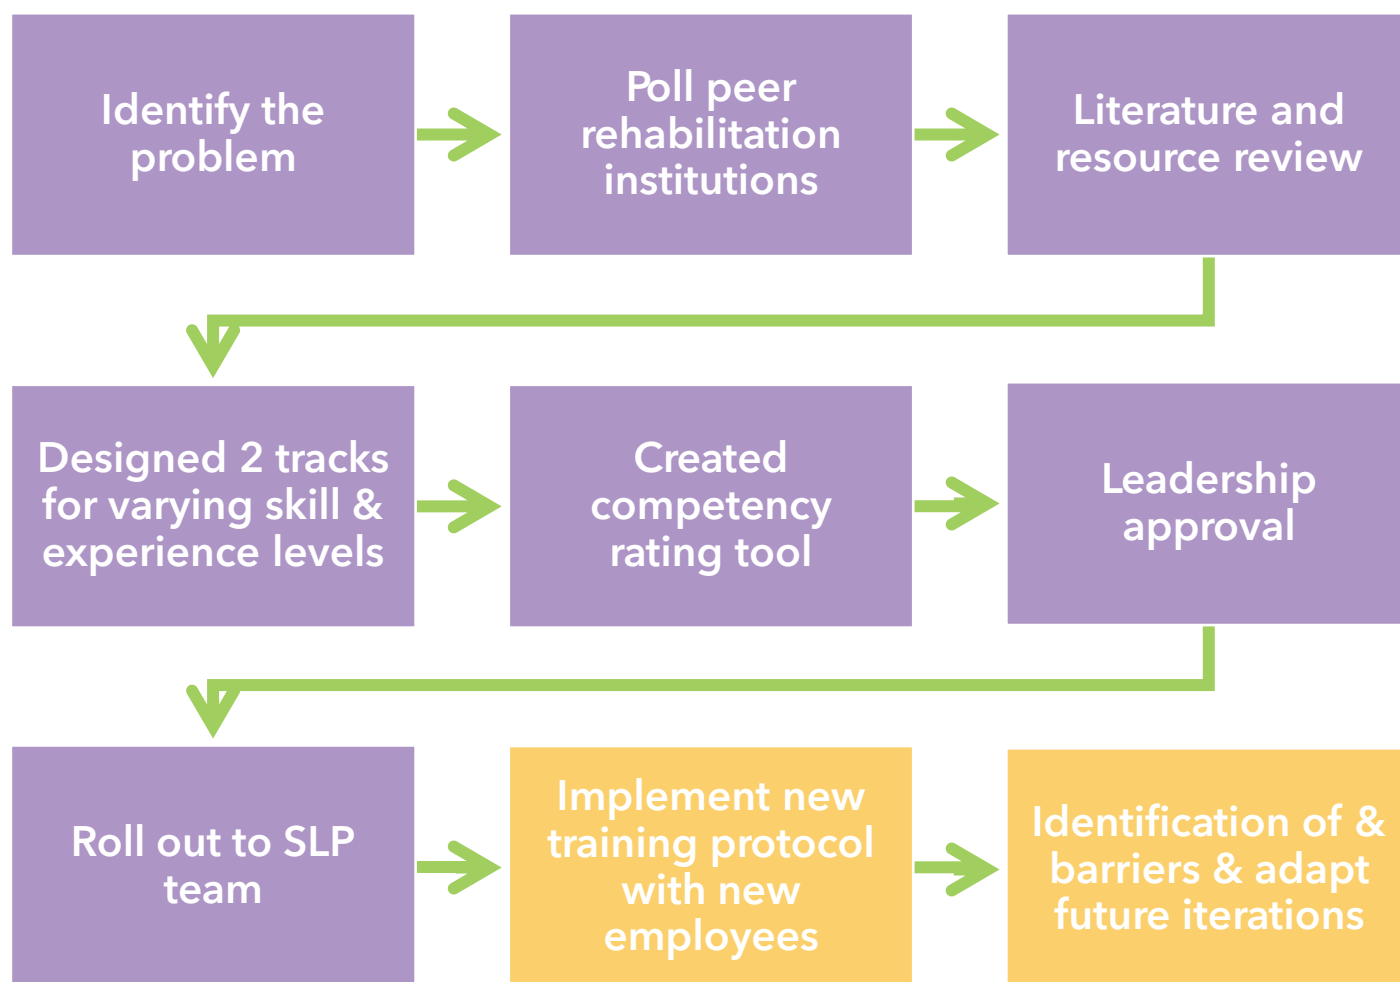 Identify the
problem
Poll peer
rehabilitation
institutions
Literature and
resource review
Designed 2 tracks
for varying skill &
experience levels
Created
competency
rating tool
Leadership
approval
Roll out to SLP
team
Implement new
training protocol
with new
employees
Identification of &
barriers & adapt
future iterations